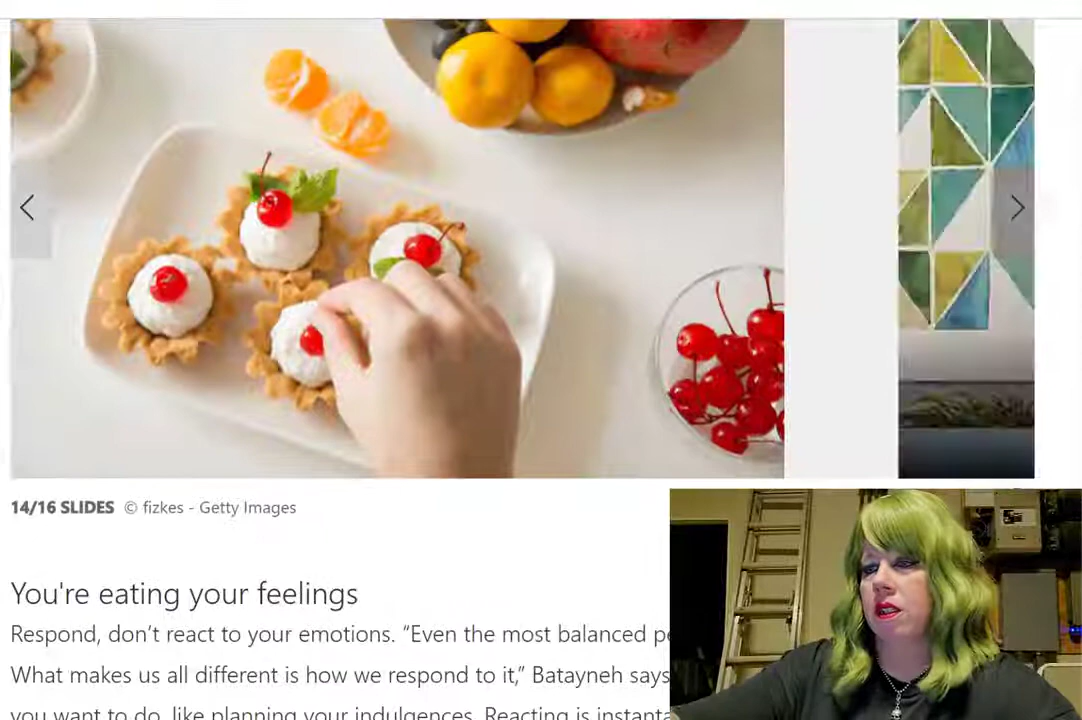 14/16 SLIDES © fizkes - Getty Images
You're eating your feelings
Respond, don’t react to your emotions. “Even the most balanced
What makes us all different is how we respond to it,” Batayneh says
you want to do, like planning your indulgences. Reacting is